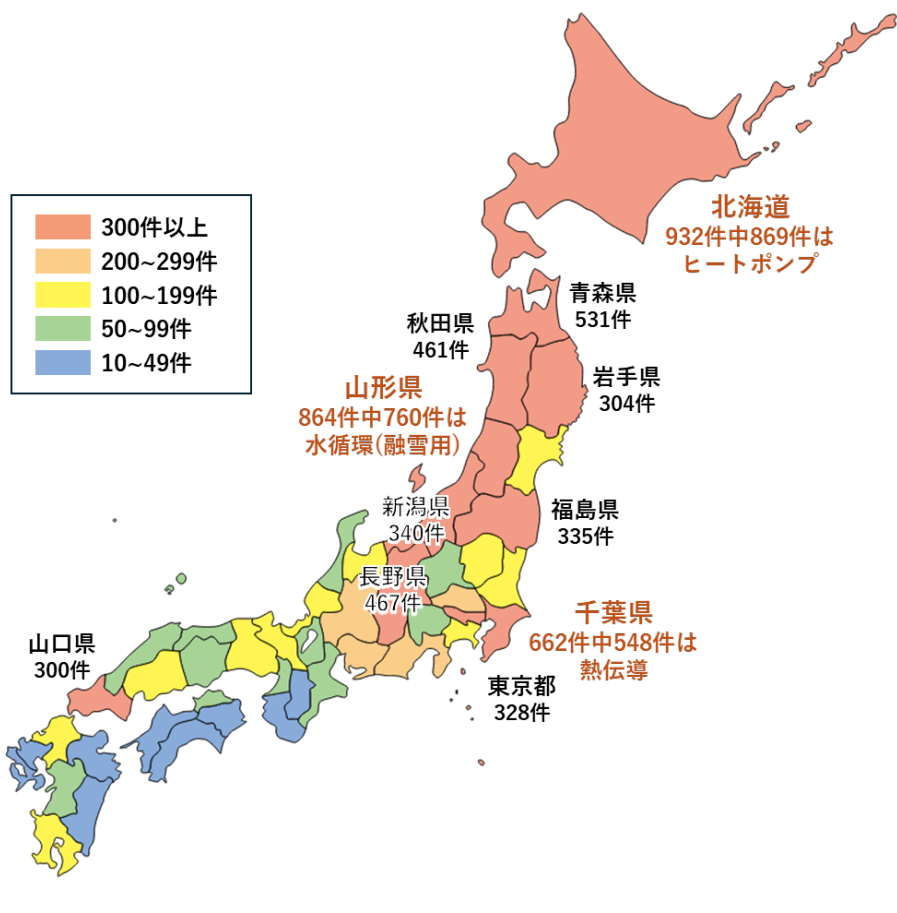 北海道
932件中869件は
ヒートポンプ
300件以上
200~299件
100~199件
50~99件
10~49件
青森県
531件
秋田県
461件
岩手県
304件
山形県
864件中760件は
水循環(融雪用)
新潟県
340件
福島県
335件
長野県
467件
千葉県
662件中548件は
熱伝導
山口県
300件
東京都
328件